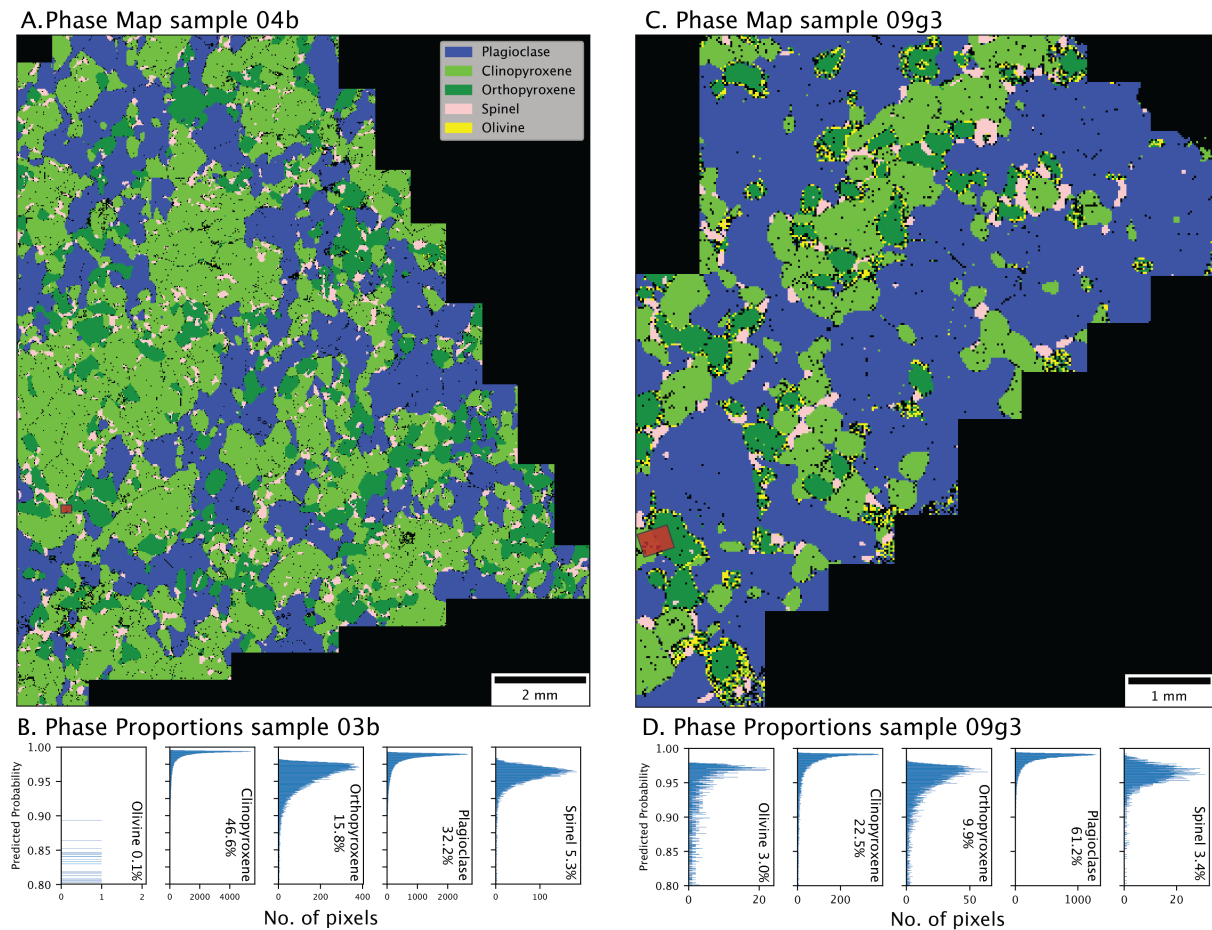 A.Phase Map sample 04b
Plagioclase
Clinopyroxene
Orthopyroxene
Spinel
Olivine
2 mm
C. Phase Map sample 09g3
1 mm
B. Phase Proportions sample 03b
Predicted Probability
1.00
0.95
0.90
0.85
0.80
Olivine 0.1%
0 1 2
Clinopyroxene
46.6%
0 2000 4000
Orthopyroxene
15.8%
0 200 400
Plagioclase
32.2%
0 2000
Spinel 5.3%
0 100
No. of pixels
D. Phase Proportions sample 09g3
Predicted Probability
1.00
0.95
0.90
0.85
0.80
Olivine 3.0%
0 20
Clinopyroxene
22.5%
0 200
Orthopyroxene
9.9%
0 50
Plagioclase
61.2%
0 1000
Spinel 3.4%
0 20
No. of pixels